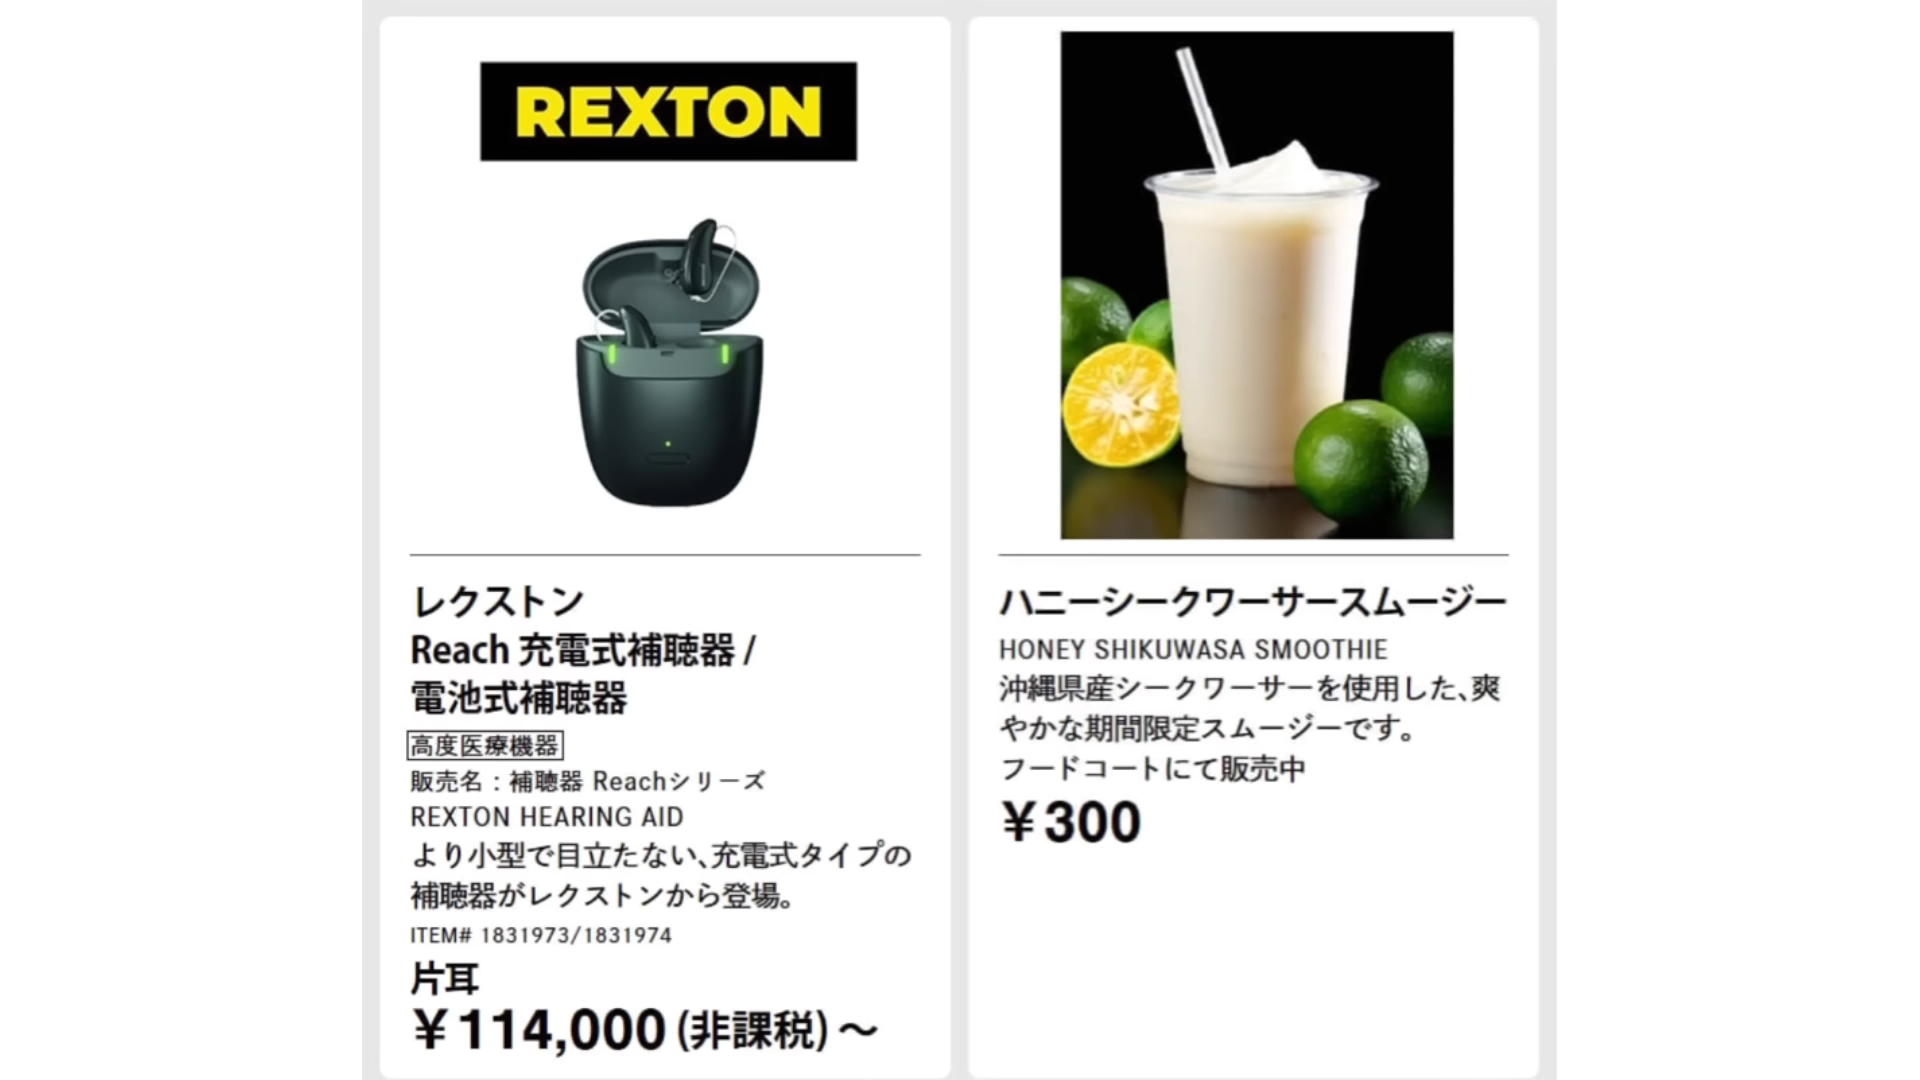 REXTON
レクストン
Reach 充電式補聴器 /
電池式補聴器
高度医療機器
販売名：補聴器 Reachシリーズ
REXTON HEARING AID
より小型で目立たない、充電式タイプの
補聴器がレクストンから登場。
ITEM# 1831973/1831974
片耳
￥114,000 (非課税) ～
ハニーシークワーサースムージー
HONEY SHIKUWASA SMOOTHIE
沖縄県産シークワーサーを使用した、爽
やかな期間限定スムージーです。
フードコートにて販売中
￥300